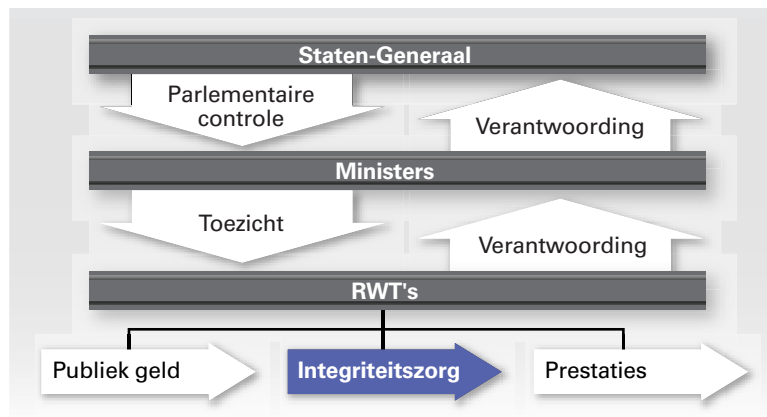 Staten-Generaal
Parlementaire
controle
Verantwoording
Ministers
Toezicht
Verantwoording
RWT's
Publiek geld
Integriteitszorg
Prestaties